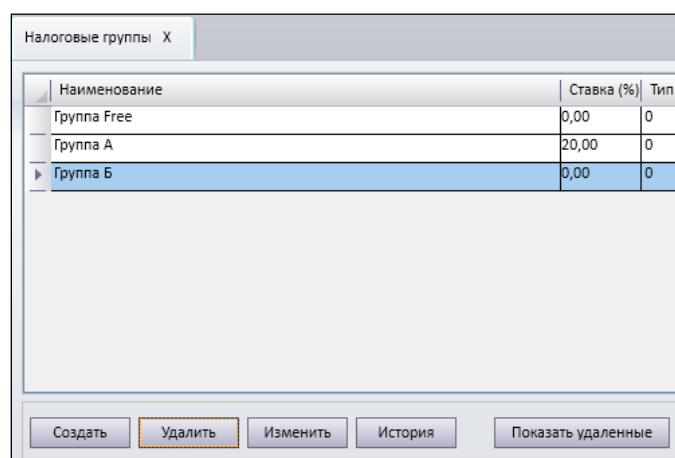 Налоговые группы X
Наименование Ставка (%) Тип
Группа Free 0,00 0
Группа А 20,00 0
Группа Б 0,00 0
Создать Удалить Изменить История Показать удаленные